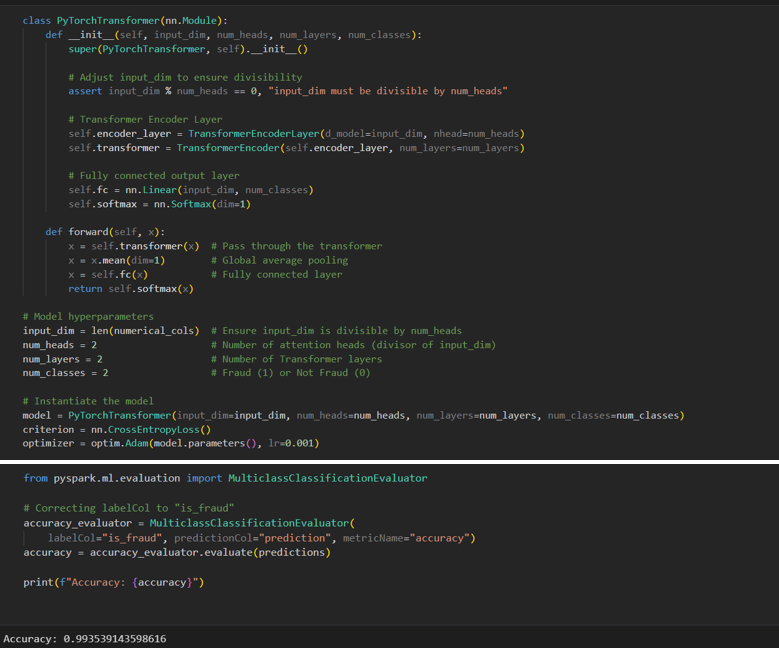 class PyTorchTransformer(nn.Module):
    def __init__(self, input_dim, num_heads, num_layers, num_classes):
        super(PyTorchTransformer, self).__init__()

        # Adjust input_dim to ensure divisibility
        assert input_dim % num_heads == 0, "input_dim must be divisible by num_heads"

        # Transformer Encoder Layer
        self.encoder_layer = TransformerEncoderLayer(d_model=input_dim, nhead=num_heads)
        self.transformer = TransformerEncoder(self.encoder_layer, num_layers=num_layers)

        # Fully connected output layer
        self.fc = nn.Linear(input_dim, num_classes)
        self.softmax = nn.Softmax(dim=1)

    def forward(self, x):
        x = self.transformer(x)  # Pass through the transformer
        x = x.mean(dim=1)        # Global average pooling
        x = self.fc(x)           # Fully connected layer
        return self.softmax(x)

# Model hyperparameters
input_dim = len(numerical_cols)  # Ensure input_dim is divisible by num_heads
num_heads = 2                    # Number of attention heads (divisor of input_dim)
num_layers = 2                   # Number of Transformer layers
num_classes = 2                  # Fraud (1) or Not Fraud (0)

# Instantiate the model
model = PyTorchTransformer(input_dim=input_dim, num_heads=num_heads, num_layers=num_layers, num_classes=num_classes)
criterion = nn.CrossEntropyLoss()
optimizer = optim.Adam(model.parameters(), lr=0.001)

from pyspark.ml.evaluation import MulticlassClassificationEvaluator

# Correcting labelCol to "is_fraud"
accuracy_evaluator = MulticlassClassificationEvaluator(
    labelCol="is_fraud", predictionCol="prediction", metricName="accuracy")
accuracy = accuracy_evaluator.evaluate(predictions)

print(f"Accuracy: {accuracy}")

Accuracy: 0.993539143598616